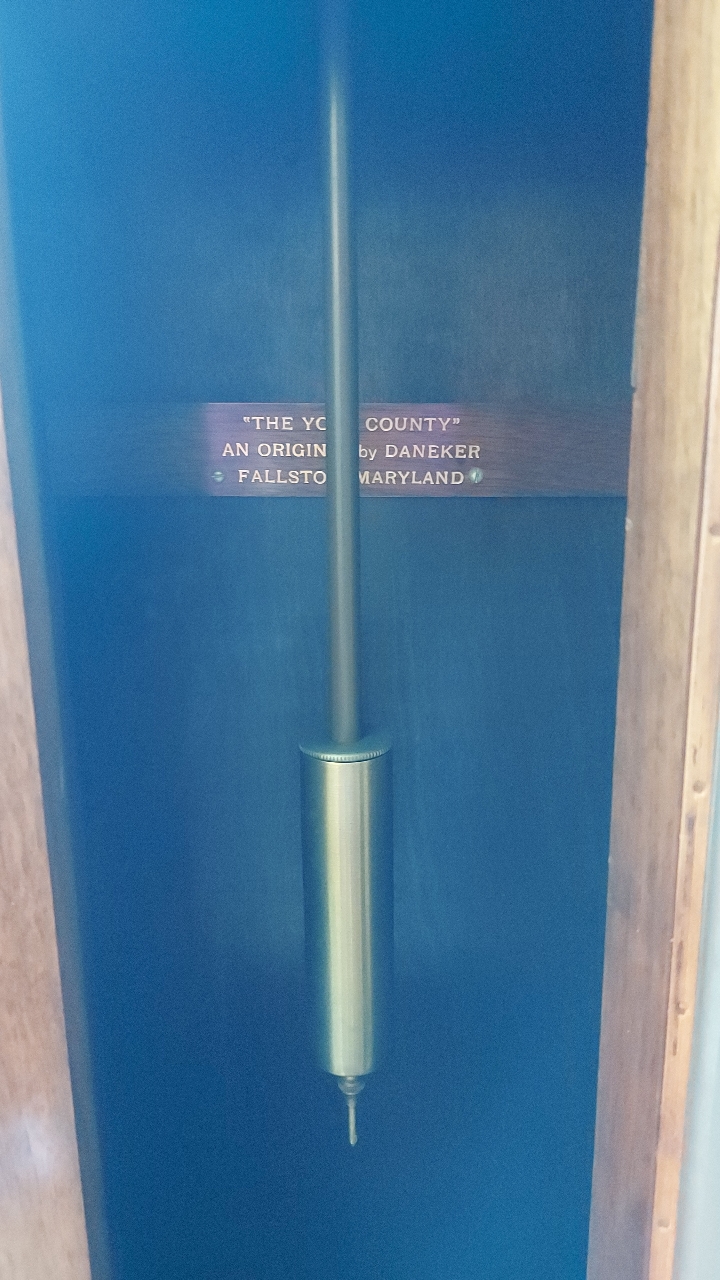 "THE YO COUNTY"
AN ORIGIN by DANEKER
FALLSTO MARYLAND